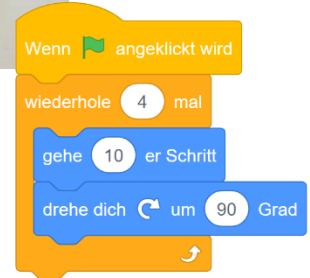 Wenn angeklickt wird
wiederhole 4 mal
gehe 10 er Schritt
drehe dich um 90 Grad